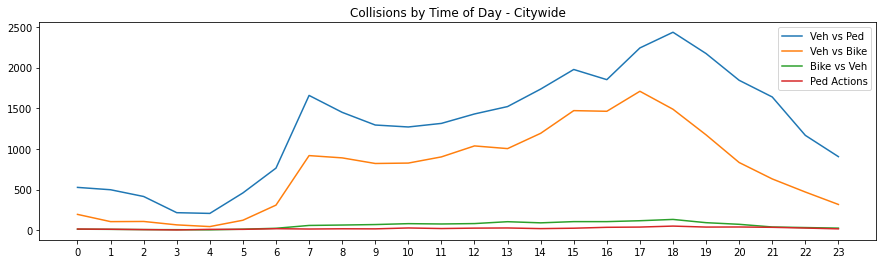 Collisions by Time of Day - Citywide
2500
2000
1500
1000
500
0
Veh vs Ped
Veh vs Bike
Bike vs Veh
Ped Actions
0 1 2 3 4 5 6 7 8 9 10 11 12 13 14 15 16 17 18 19 20 21 22 23